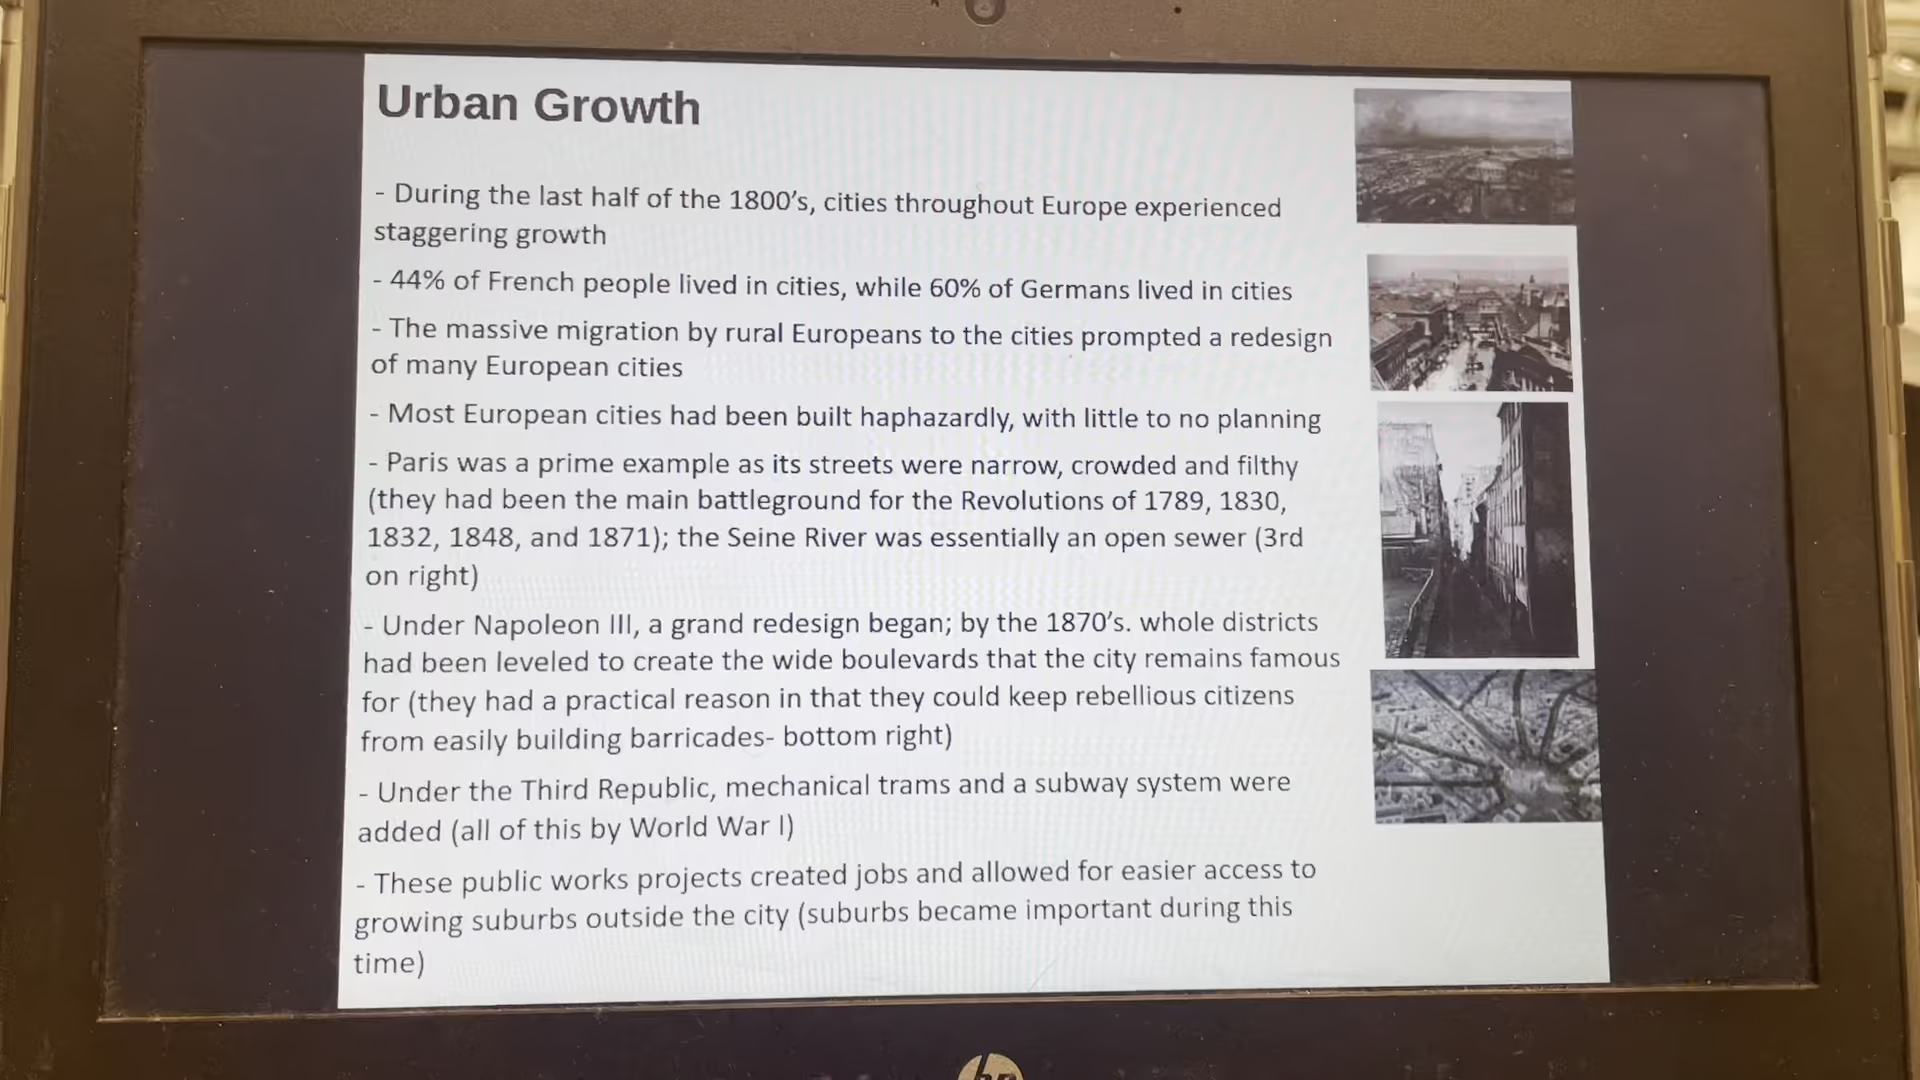 Urban Growth
- During the last half of the 1800's, cities throughout Europe experienced
staggering growth
- 44% of French people lived in cities, while 60% of Germans lived in cities
- The massive migration by rural Europeans to the cities prompted a redesign
of many European cities
- Most European cities had been built haphazardly, with little to no planning
- Paris was a prime example as its streets were narrow, crowded and filthy
(they had been the main battleground for the Revolutions of 1789, 1830,
1832, 1848, and 1871); the Seine River was essentially an open sewer (3rd
on right)
- Under Napoleon III, a grand redesign began; by the 1870's. whole districts
had been leveled to create the wide boulevards that the city remains famous
for (they had a practical reason in that they could keep rebellious citizens
from easily building barricades- bottom right)
- Under the Third Republic, mechanical trams and a subway system were
added (all of this by World War I)
- These public works projects created jobs and allowed for easier access to
growing suburbs outside the city (suburbs became important during this
time)
hp